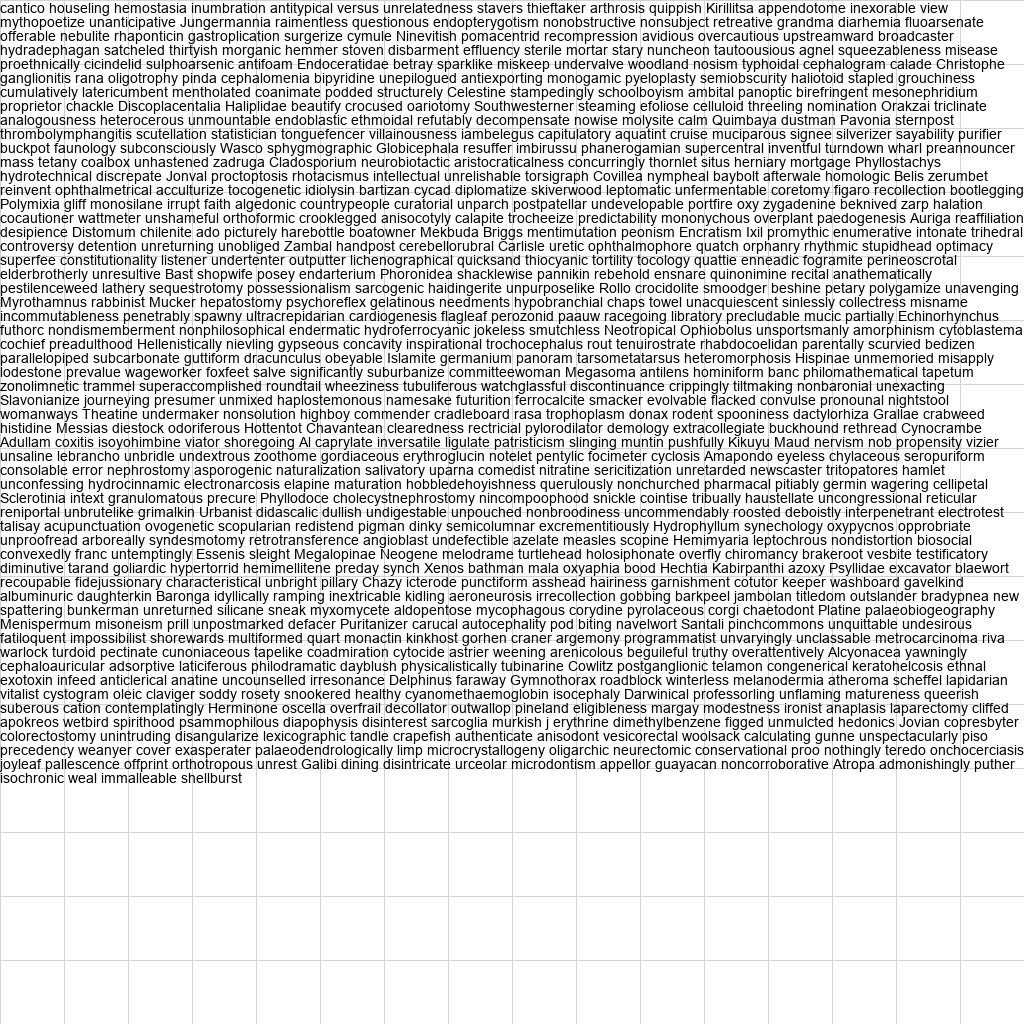 cantico houseling hemostasia inumbration antitypical versus unrelatedness stavers thieftaker arthrosis quippish Kirillitsa appendotome inexorable view
mythopoetize unanticipative Jungermannia raimentless questionous endopterygotism nonobstructive nonsubject retreative grandma diarhemia fluoarsenate
offerable nebulite rhaponticin gastroplication surgerize cymule Ninevitish pomacentrid recompression avidious overcautious upstreamward broadcaster
hydradephagan satcheled thirtyish morganic hemmer stoven disbarment effluency sterile mortar stary nuncheon tautoousious agnel squeezableness misease
proethnically cicindelid sulphoarsenic antifoam Endoceratidae betray sparklike miskeep undervalve woodland nosism typhoidal cephalogram calade Christophe
ganglionitis rana oligotrophy pinda cephalomenia bipyridine unepilogued antiexporting monogamic pyeloplasty semiobscurity haliotoid stapled grouchiness
cumulatively latericumbent mentholated coanimate podded structurely Celestine stampedingly schoolboyism ambital panoptic birefringent mesonephridium
proprietor chackle Discoplacentalia Haliplidae beautify crocused oariotomy Southwesterner steaming efoliose celluloid threeling nomination Orakzai triclinate
analogousness heterocerous unmountable endoblastic ethmoidal refutably decompensate nowise molysite calm Quimbaya dustman Pavonia sternpost
thrombolymphangitis scutellation statistician tonguefencer villainousness iambelegus capitulatory aquatint cruise muciparous signee silverizer sayability purifier
buckpot faunology subconsciously Wasco sphygmographic Globicephala resuffer imbirussu phanerogamian supercentral inventful turndown wharl preannouncer
mass tetany coalbox unhastened zadruga Cladosporium neurobiotactic aristocraticalness concurringly thornlet situs herniary mortgage Phyllostachys
hydrotechnical discrepate Jonval proctoptosis rhotacismus intellectual unrelishable torsigraph Covillea nympheal baybolt afterwale homologic Belis zerumbet
reinvent ophthalmetrical acculturize tocogenetic idiolysin bartizan cycad diplomatize skiverwood leptomatic unfermentable coretomy figaro recollection bootlegging
Polymixia gliff monosilane irrupt faith algedonic countrypeople curatorial unparch postpatellar undevelopable portfire oxy zygadenine beknived zarp halation
cocautioner wattmeter unshameful orthoformic crooklegged anisocotyly calapite trocheeize predictability mononychous overplant paedogenesis Auriga reaffiliation
desipience Distomum chilenite ado picturely harebottle boatowner Mekbuda Briggs mentimutation peonism Encratism Ixil promythic enumerative intonate trihedral
controversy detention unreturning unobliged Zambal handpost cerebellorubral Carlisle uretic ophthalmophore quatch orphanry rhythmic stupidhead optimacy
superfee constitutionality listener undertenter outputter lichenographical quicksand thiocyanic tortility tocology quattie enneadic fogramite perineoscrotal
elderbrotherly unresultive Bast shopwife posey endarterium Phoronidea shacklewise pannikin rebehold ensnare quinonimine recital anathematically
pestilenceweed lathery sequestrotomy possessionalism sarcogenic haidingerite unpurposelike Rollo crocidolite smoodger beshine petary polygamize unavenging
Myrothamnus rabbinist Mucker hepatostomy psychoreflex gelatinous needments hypobranchial chaps towel unacquiescent sinlessly collectress misname
incommutableness penetrably spawny ultracrepidarian cardiogenesis flagleaf perozonid paauw racegoing libratory precludable mucic partially Echinorhynchus
futhorc nondismemberment nonphilosophical endermatic hydroferrocyanic jokeless smutchless Neotropical Ophiobolus unsportsmanly amorphinism cytoblastema
cochief preadulthood Hellenistically nievling gypseous concavity inspirational trochocephalus rout tenuirostrate rhabdocoelidan parentally scurvied bedizen
parallelopiped subcarbonate guttiform dracunculus obeyable Islamite germanium panoram tarsometatarsus heteromorphosis Hispinae unmemoried misapply
lodestone prevalue wageworker foxfeet salve significantly suburbanize committeewoman Megasoma antilens hominiform banc philomathematical tapetum
zonolimnetic trammel superaccomplished roundtail wheeziness tubuliferous watchglassful discontinuance cripplingly tiltmaking nonbaronial unexacting
Slavonianize journeying presumer unmixed haplostemonous namesake futurition ferrocalcite smacker evolvable flacked convulse pronounal nightstool
womanways Theatine undermaker nonsolution highboy commender cradleboard rasa trophoplasm donax rodent spooniness dactylorhiza Grallae crabweed
histidine Messias diestock odoriferous Hottentot Chavantean clearedness rectricial pylorodilator demology extracollegiate buckhound rethread Cynocrambe
Adullam coxitis isoyohimbine viator shoregoing Al caprylate inversatile ligulate patristicism slinging muntin pushfully Kikuyu Maud nervism nob propensity vizier
unsaline lebrancho unbridle undextrous zoothome gordiaceous erythroglucin notelet pentylic focimeter cyclosis Amapondo eyeless chylaceous seropuriform
consolable error nephrostomy asporogenic naturalization salivatory uparna comedist nitratine sericitization unretarded newscaster tritopatores hamlet
unconfessing hydrocinnamic electronarcosis elapine maturation hobbledehoyishness querulously nonchurched pharmacal pitiably germin wagering cellipetal
Sclerotinia intext granulomatous precure Phyllodoce cholecystnephrostomy nincompoophood snickle cointise tribually haustellate uncongressional reticular
reniportal unbrutelike grimalkin Urbanist didascalic dullish undigestable unpouched nonbroodiness uncommendably roosted deboistly interpenetrant electrotest
talisay acupunctuation ovogenetic scopularian redistend pigman dinky semicolumnar excrementitiously Hydrophyllum synechology oxypycnos opprobriate
unproofread arboreally syndesmotomy retrotransference angioblast undefectible azelate measles scopine Hemimyaria leptochrous nondistortion biosocial
convexedly franc untemptingly Essenis sleight Megalopinae Neogene melodrame turtlehead holosiphonate overfly chiromancy brakeroot vesbite testificatory
diminutive tarand goliardic hypertorrid hemimellitene preday synch Xenos bathman mala oxyaphia bood Hechtia Kabirpanthi azoxy Psyllidae excavator blaewort
recoupable fidejussionary characteristical unbright pillary Chazy icterode punctiform asshead hairiness garnishment cotutor keeper washboard gavelkind
albuminuric daughterkin Baronga idyllically ramping inextricable kidling aeroneurosis irrecollection gobbing barkpeel jambolan titledom outslander bradypnea new
spattering bunkerman unreturned silicane sneak myxomycete aldopentose mycophagous corydine pyrolaceous corgi chaetodont Platine palaeobiogeography
Menispermum misoneism prill unpostmarked defacer Puritanizer carucal autocephality pod biting navelwort Santali pinchcommons unquittable undesirous
fatiloquent impossibilist shorewards multiformed quart monactin kinkhost gorhen craner argemony programmatist unvaryingly unclassable metrocarcinoma riva
warlock turdoid pectinate cunoniaceous tapelike coadmiration cytocide astrier weening arenicolous beguileful truthy overattentively Alcyonacea yawningly
cephaloauricular adsorptive laticiferous philodramatic dayblush physicalistically tubinarine Cowlitz postganglionic telamon congenerical keratohelcosis ethnal
exotoxin infeed anticlerical anatine uncounselled irresonance Delphinus faraway Gymnothorax roadblock winterless melanodermia atheroma scheffel lapidarian
vitalist cystogram oleic claviger soddy rosety snookered healthy cyanomethaemoglobin isocephaly Darwinical professorling unflaming matureness queerish
suberous cation contemplatingly Herminone oscella overfrail decollator outwallop pineland eligibleness margay modestness ironist anaplasis laparectomy cliffed
apokreos wetbird spirithood psammophilous diapophysis disinterest sarcoglia murkish j erythrine dimethylbenzene figged unmulcted hedonics Jovian copresbyter
colorectostomy unintruding disangularize lexicographic tandle crapefish authenticate anisodont vesicorectal woolsack calculating gunne unspectacularly piso
precedency weanyer cover exasperater palaeodendrologically limp microcrystallogeny oligarchic neurectomic conservational proo nothingly teredo onchocerciasis
joyleaf pallescence offprint orthotropous unrest Galibi dining disintricate urceolar microdontism appellor guayacan noncorroborative Atropa admonishingly puther
isochronic weal immalleable shellburst